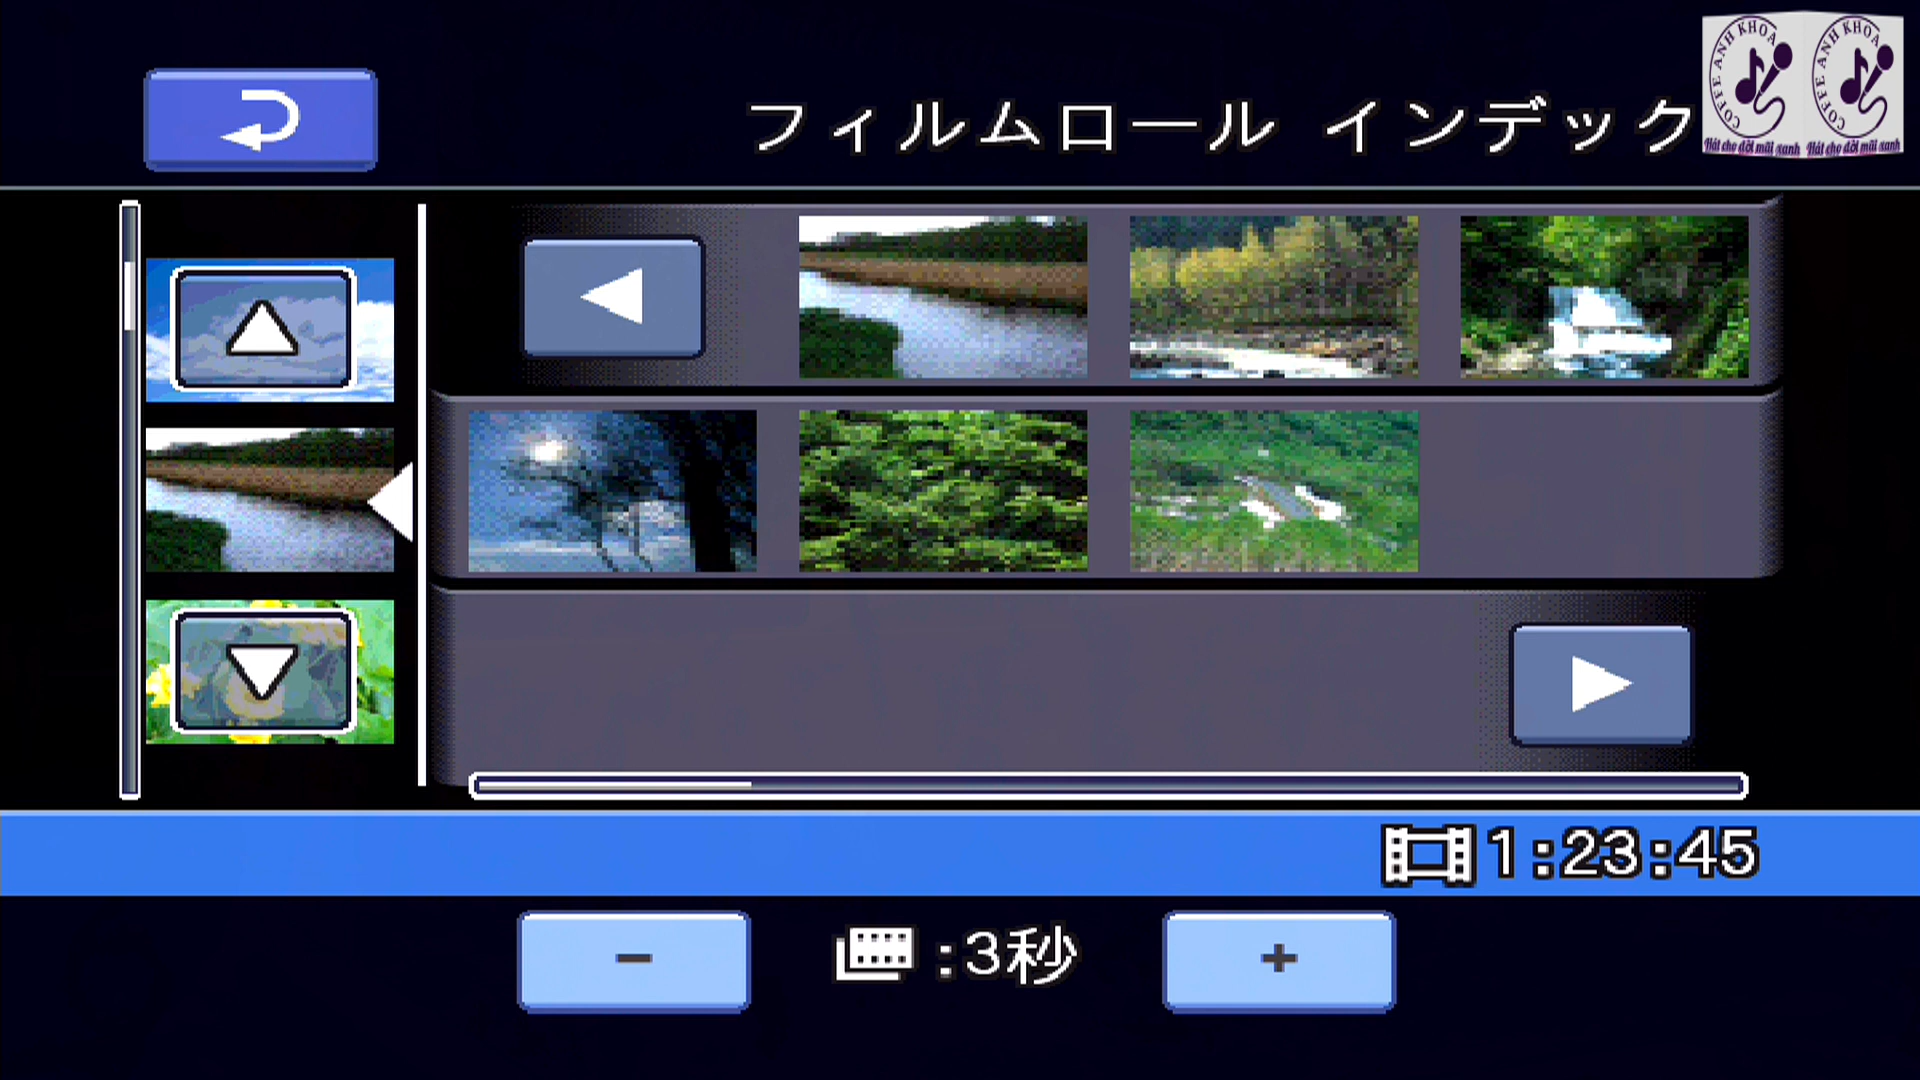 フィルムロール インデック
COFFEE ANH KHOA
Hát cho đời mãi xanh
COFFEE ANH KHOA
Hát cho đời mãi xanh
1:23:45
:3秒
-
+